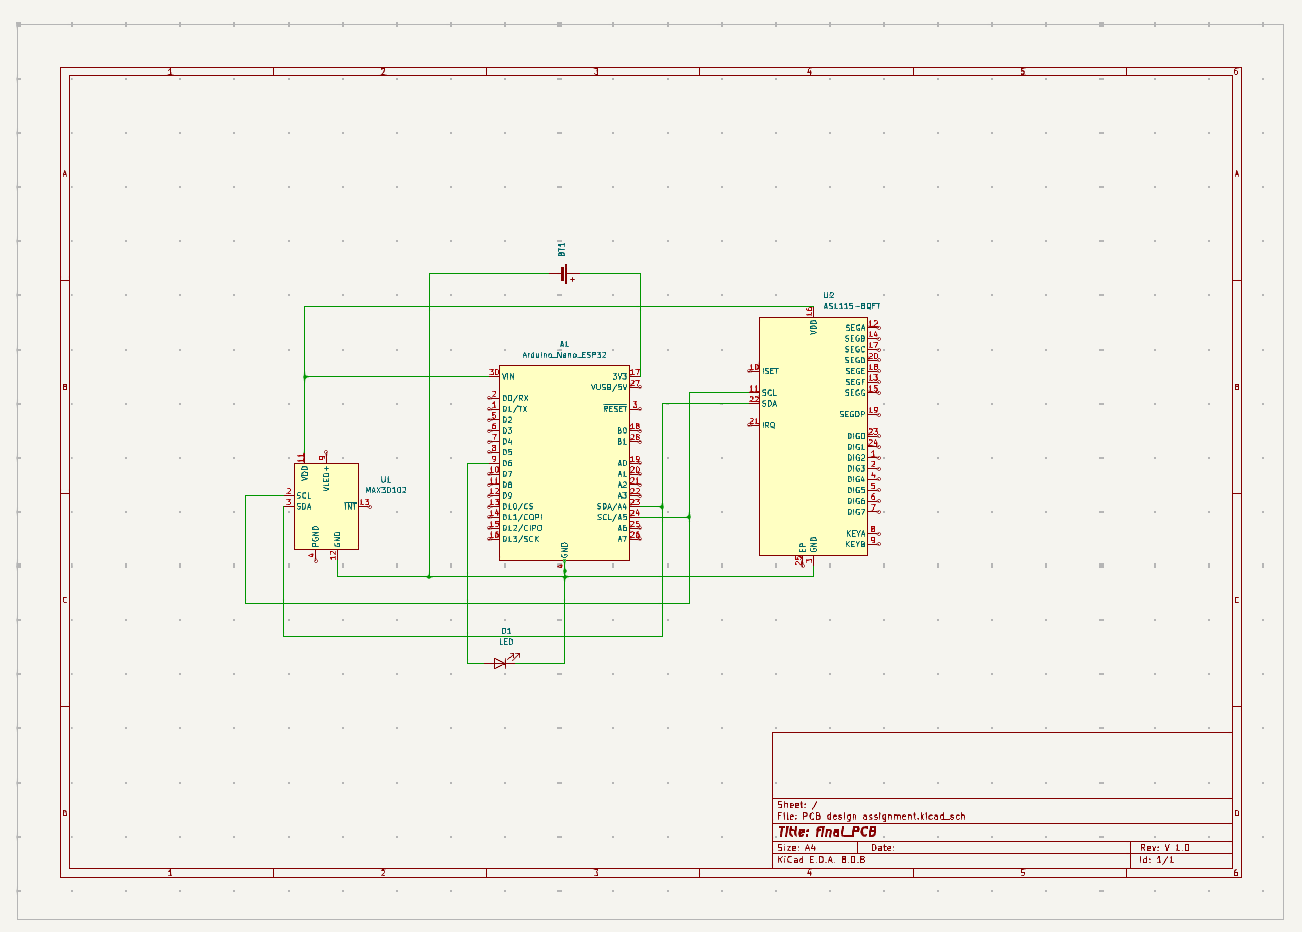 1 2 3 4 5 6
A A
BT1
U2
ASL115-BQFT
16
VDD
12 SEGA
14 SEGB
17 SEGC
20 SEGD
18 SEGE
13 SEGF
15 SEGG
19 SEGDP
23 DIG0
24 DIG1
1 DIG2
2 DIG3
4 DIG4
5 DIG5
6 DIG6
7 DIG7
8 KEYA
9 KEYB
10 ISET
11 SCL
22 SDA
21 IRQ
25 EP
3 GND
B B
A1
Arduino_Nano_ESP32
30 VIN
2 D0/RX
1 D1/TX
5 D2
6 D3
7 D4
8 D5
9 D6
10 D7
11 D8
12 D9
13 D10/CS
14 D11/COPI
15 D12/CIPO
16 D13/SCK
3V3 17
VUSB/5V 27
RESET 3
B0 18
B1 28
A0 19
A1 20
A2 21
A3 22
SDA/A4 23
SCL/A5 24
A6 25
A7 26
GND
U1
MAX30102
11 VDD
9 VLED+
2 SCL
3 SDA
INT 13
4 PGND
12 GND
C C
D1
LED
D D
Sheet: /
File: PCB design assignment.kicad_sch
Title: final_PCB
Size: A4 Date: Rev: V 1.0
KiCad E.D.A. 8.0.8 Id: 1/1
1 2 3 4 5 6